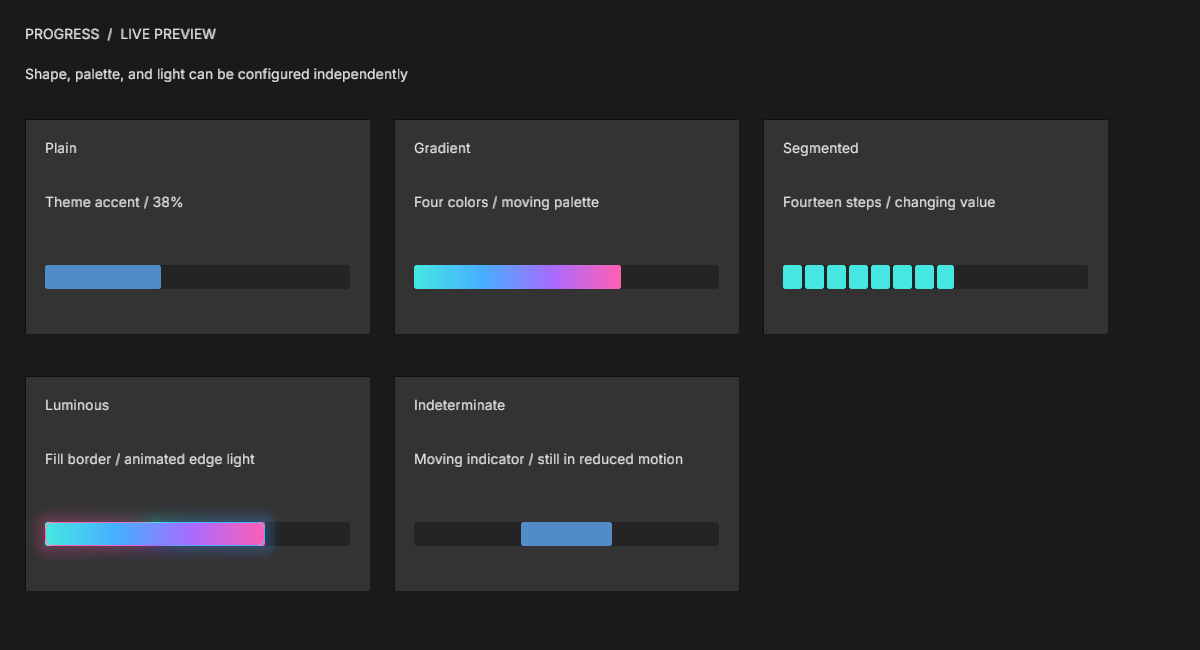 PROGRESS / LIVE PREVIEW
Shape, palette, and light can be configured independently
Plain
Theme accent / 38%
Gradient
Four colors / moving palette
Segmented
Fourteen steps / changing value
Luminous
Fill border / animated edge light
Indeterminate
Moving indicator / still in reduced motion